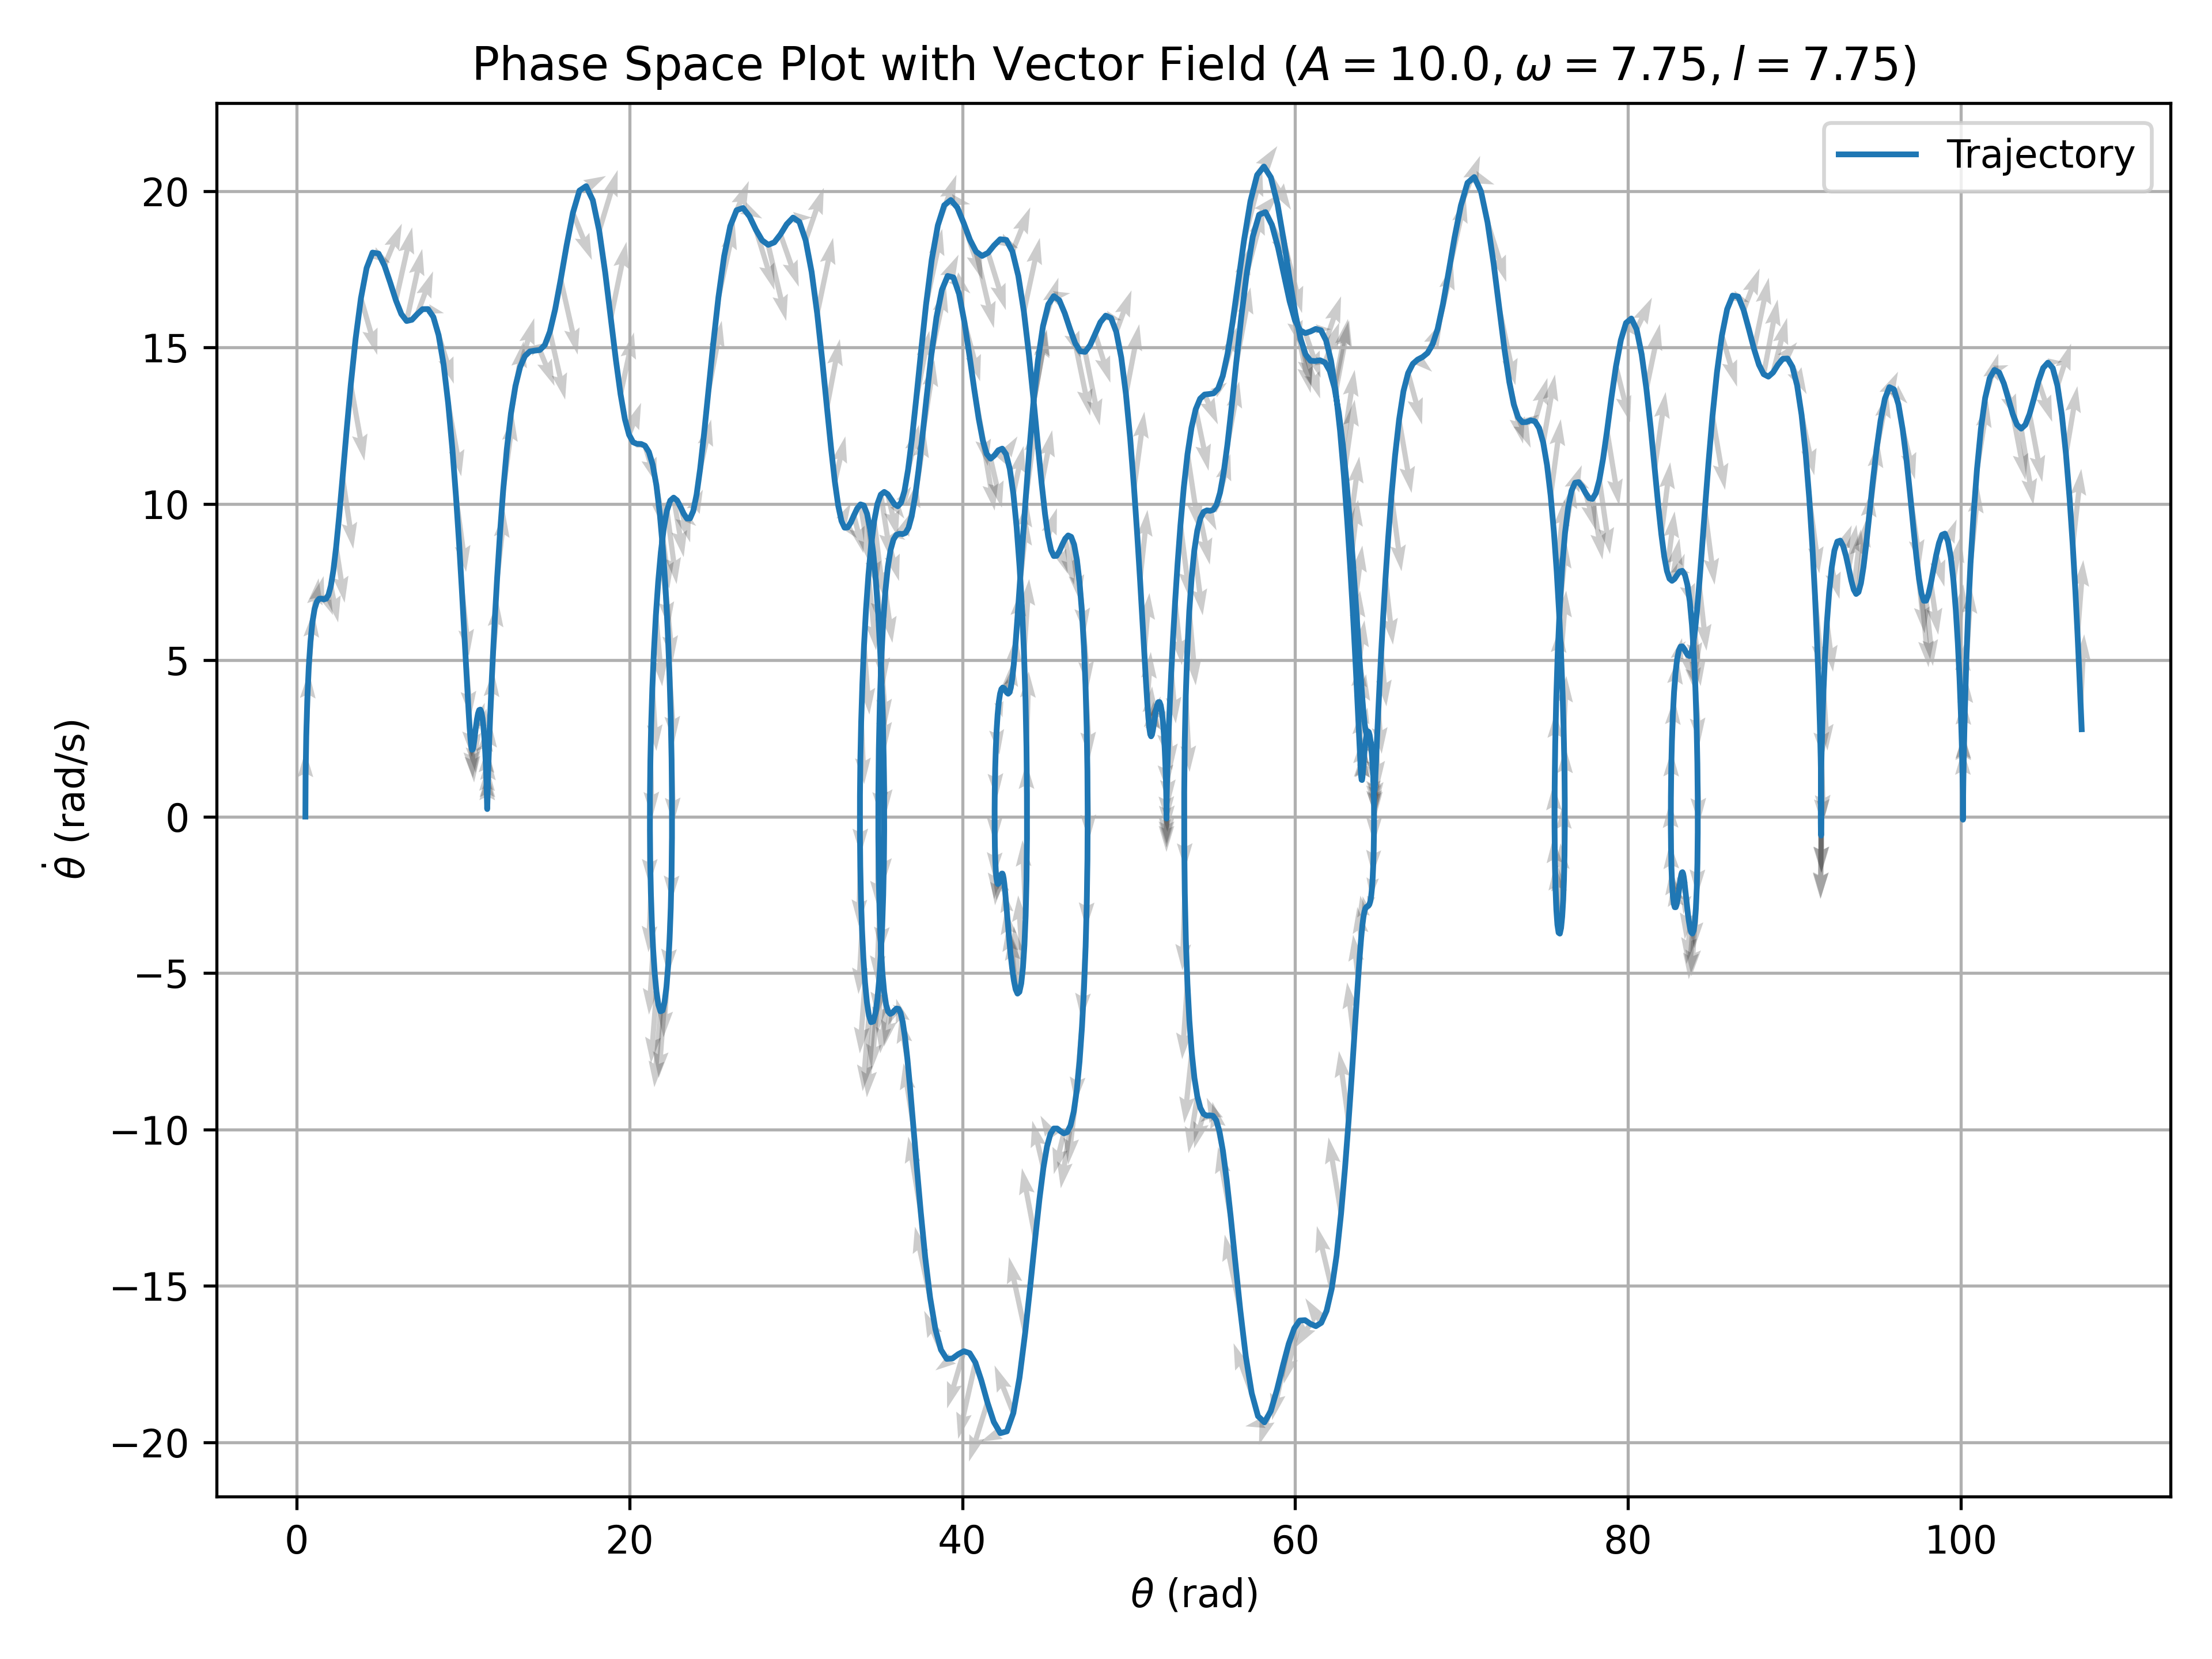 Phase Space Plot with Vector Field (A = 10.0, ω = 7.75, l = 7.75)
Trajectory
20
15
10
5
0
−5
−10
−15
−20
θ̇ (rad/s)
0 20 40 60 80 100
θ (rad)